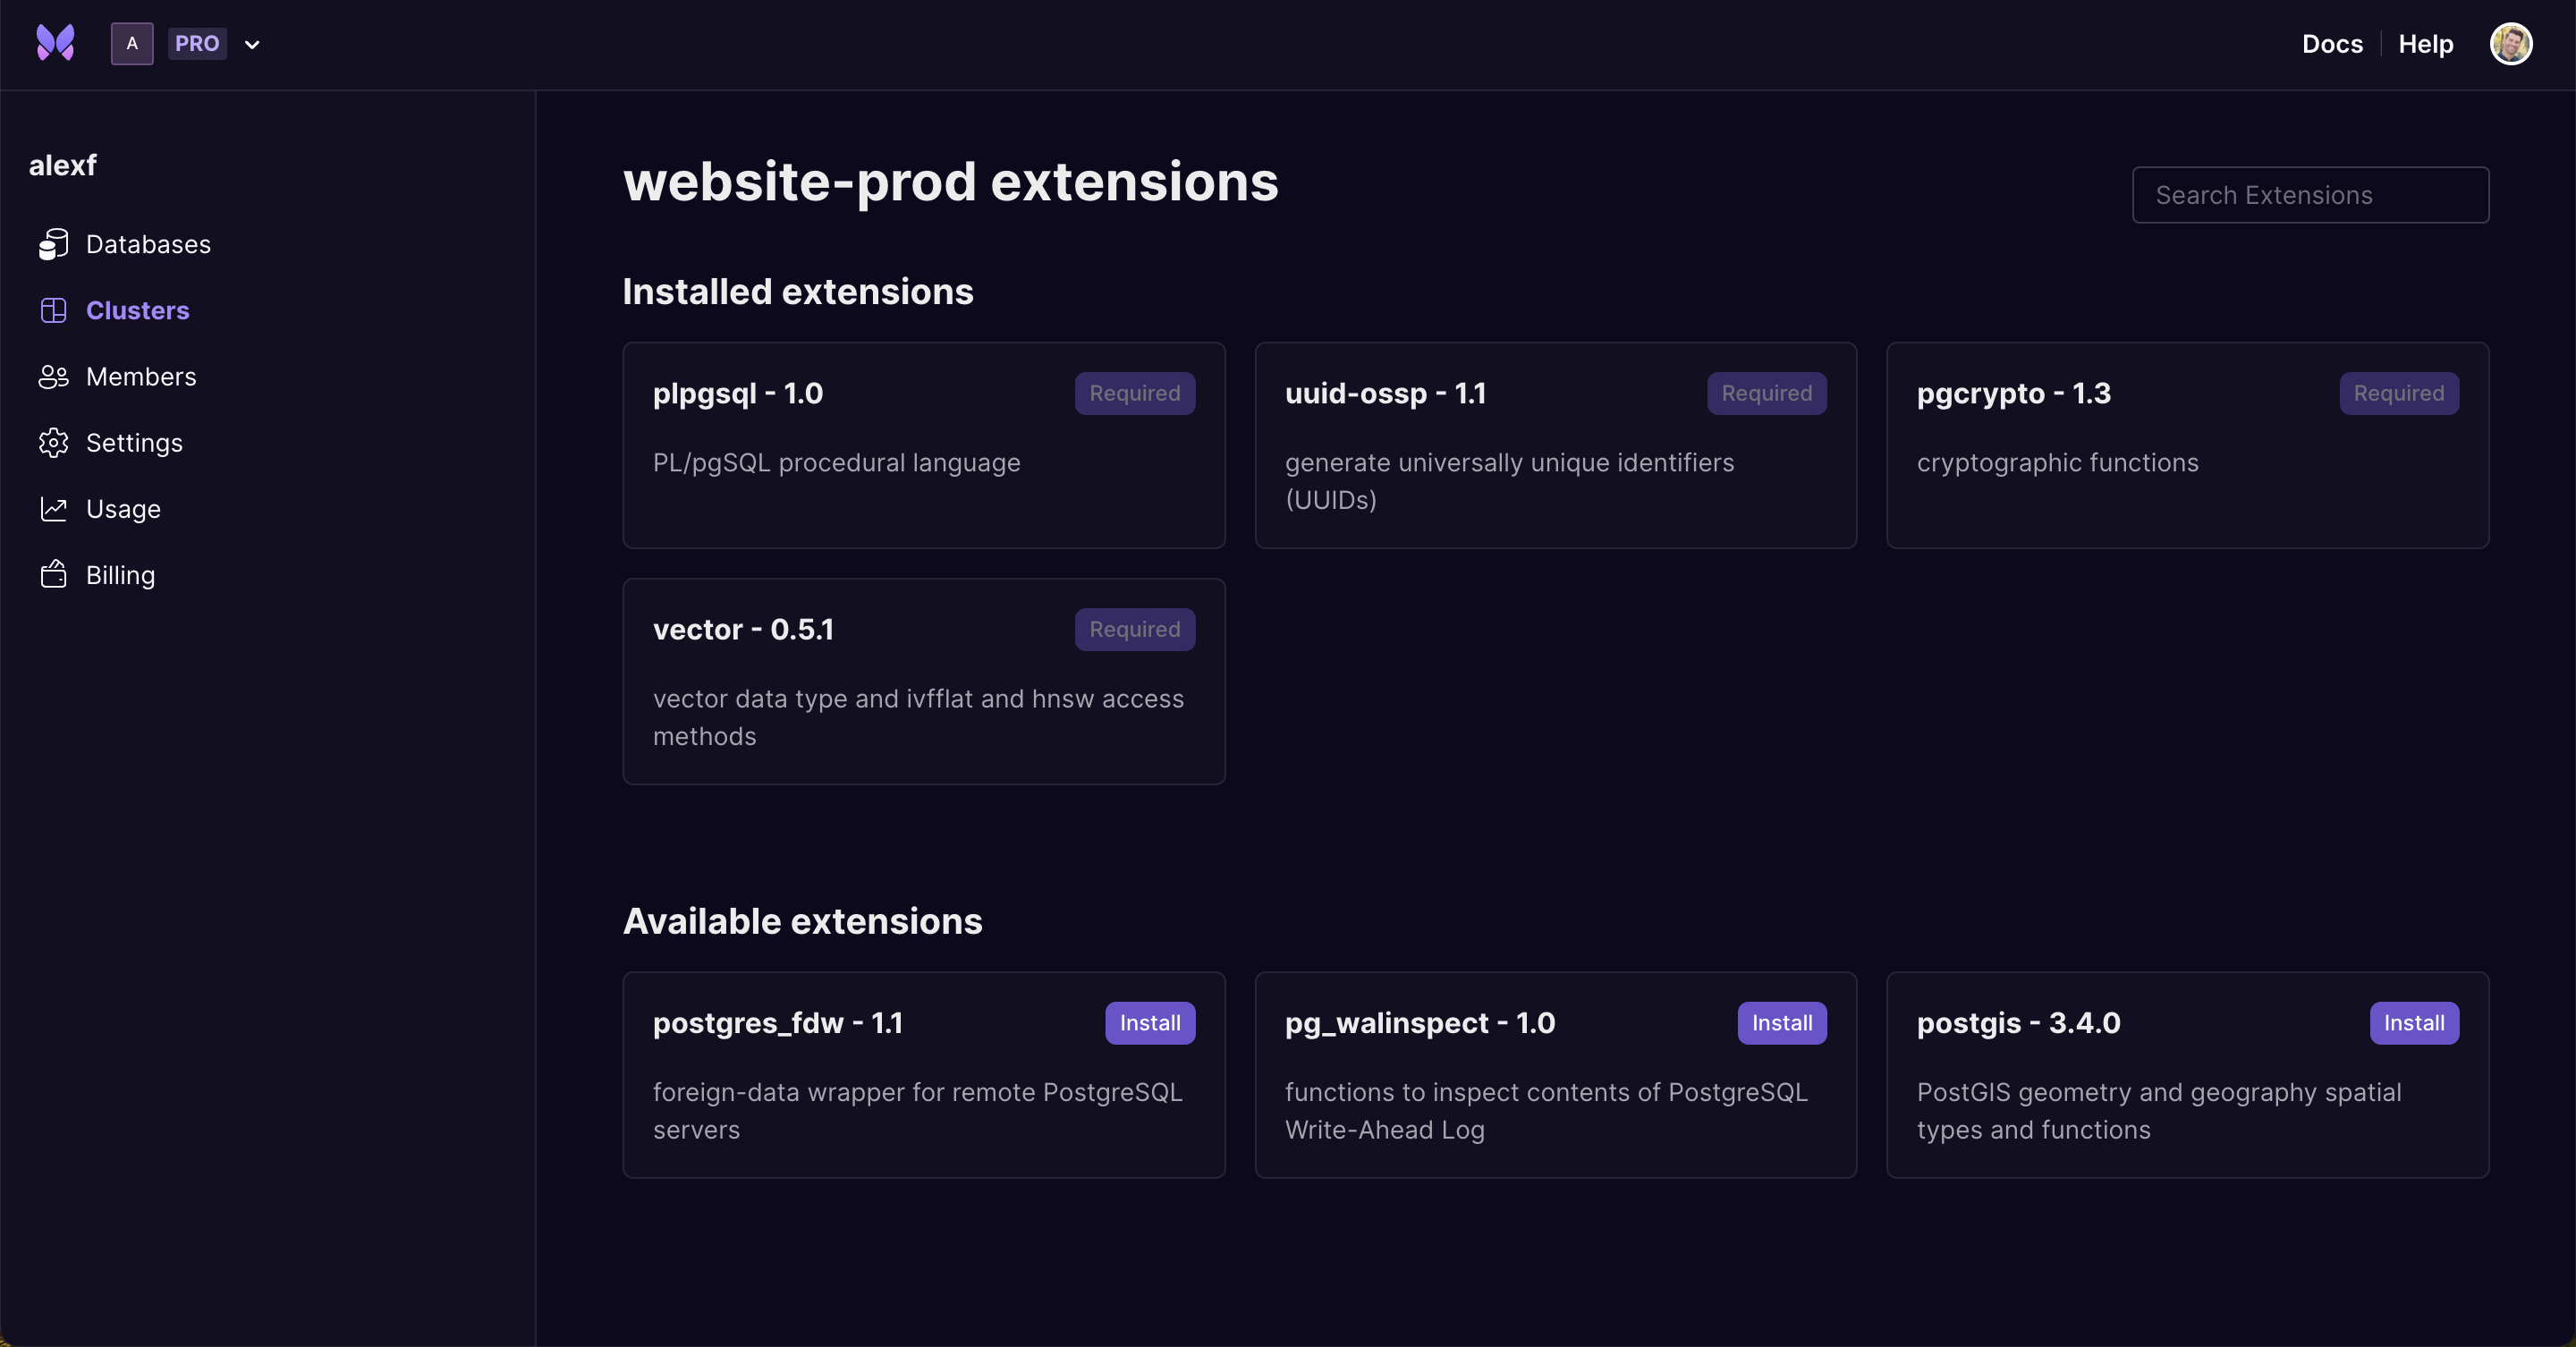 A PRO
Docs
Help
alexf
Databases
Clusters
Members
Settings
Usage
Billing
website-prod extensions
Search Extensions
Installed extensions
plpgsql - 1.0
Required
PL/pgSQL procedural language
uuid-ossp - 1.1
Required
generate universally unique identifiers
(UUIDs)
pgcrypto - 1.3
Required
cryptographic functions
vector - 0.5.1
Required
vector data type and ivfflat and hnsw access
methods
Available extensions
postgres_fdw - 1.1
Install
foreign-data wrapper for remote PostgreSQL
servers
pg_walinspect - 1.0
Install
functions to inspect contents of PostgreSQL
Write-Ahead Log
postgis - 3.4.0
Install
PostGIS geometry and geography spatial
types and functions